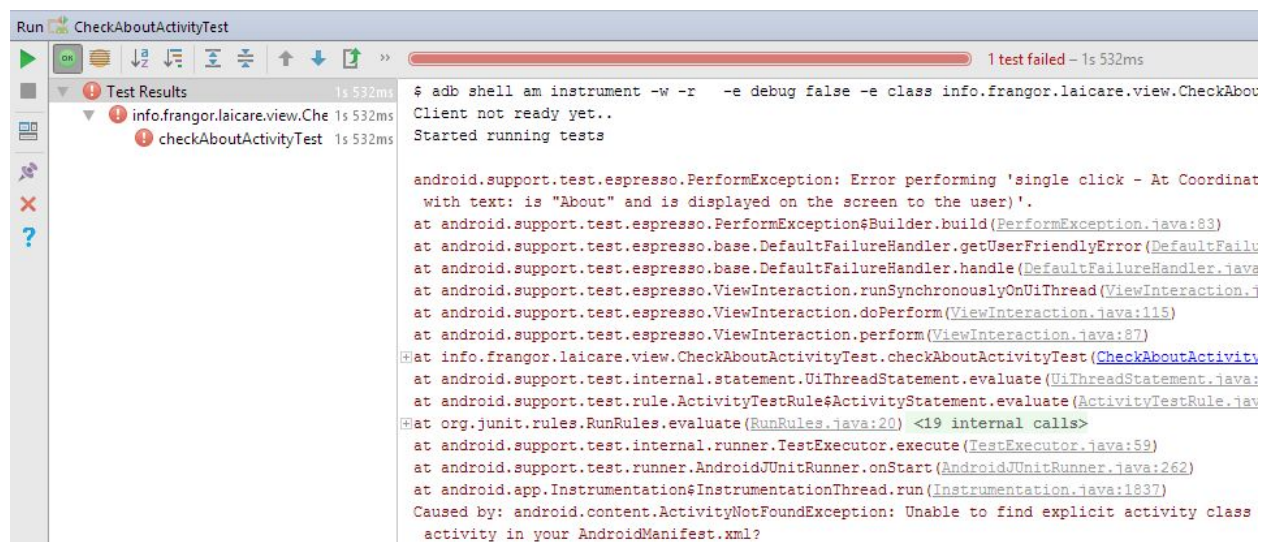 Run CheckAboutActivityTest
1 test failed – 1s 532ms
Test Results 1s 532ms
info.frangor.laicare.view.Che 1s 532ms
checkAboutActivityTest 1s 532ms
$ adb shell am instrument -w -r   -e debug false -e class info.frangor.laicare.view.CheckAbou
Client not ready yet..
Started running tests
android.support.test.espresso.PerformException: Error performing 'single click - At Coordinat
with text: is "About" and is displayed on the screen to the user)'.
at android.support.test.espresso.PerformException$Builder.build(PerformException.java:83)
at android.support.test.espresso.base.DefaultFailureHandler.getUserFriendlyError(DefaultFailu
at android.support.test.espresso.base.DefaultFailureHandler.handle(DefaultFailureHandler.java
at android.support.test.espresso.ViewInteraction.runSynchronouslyOnUiThread(ViewInteraction.j
at android.support.test.espresso.ViewInteraction.doPerform(ViewInteraction.java:115)
at android.support.test.espresso.ViewInteraction.perform(ViewInteraction.java:87)
at info.frangor.laicare.view.CheckAboutActivityTest.checkAboutActivityTest(CheckAboutActivity
at android.support.test.internal.statement.UiThreadStatement.evaluate(UiThreadStatement.java:
at android.support.test.rule.ActivityTestRule$ActivityStatement.evaluate(ActivityTestRule.jav
at org.junit.rules.RunRules.evaluate(RunRules.java:20) <19 internal calls>
at android.support.test.internal.runner.TestExecutor.execute(TestExecutor.java:59)
at android.support.test.runner.AndroidJUnitRunner.onStart(AndroidJUnitRunner.java:262)
at android.app.Instrumentation$InstrumentationThread.run(Instrumentation.java:1837)
Caused by: android.content.ActivityNotFoundException: Unable to find explicit activity class
activity in your AndroidManifest.xml?